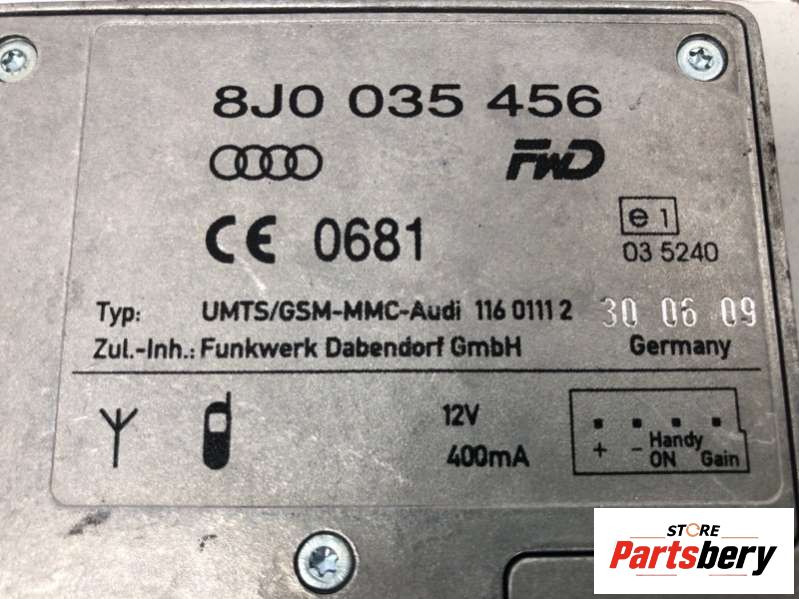 8J0 035 456
FWD
CE 0681
e 1
03 5240
Typ: UMTS/GSM-MMC-Audi 116 0111 2 30 06 09
Zul.-Inh.: Funkwerk Dabendorf GmbH Germany
12V
400mA
+ - Handy ON Gain
STORE
Partsbery